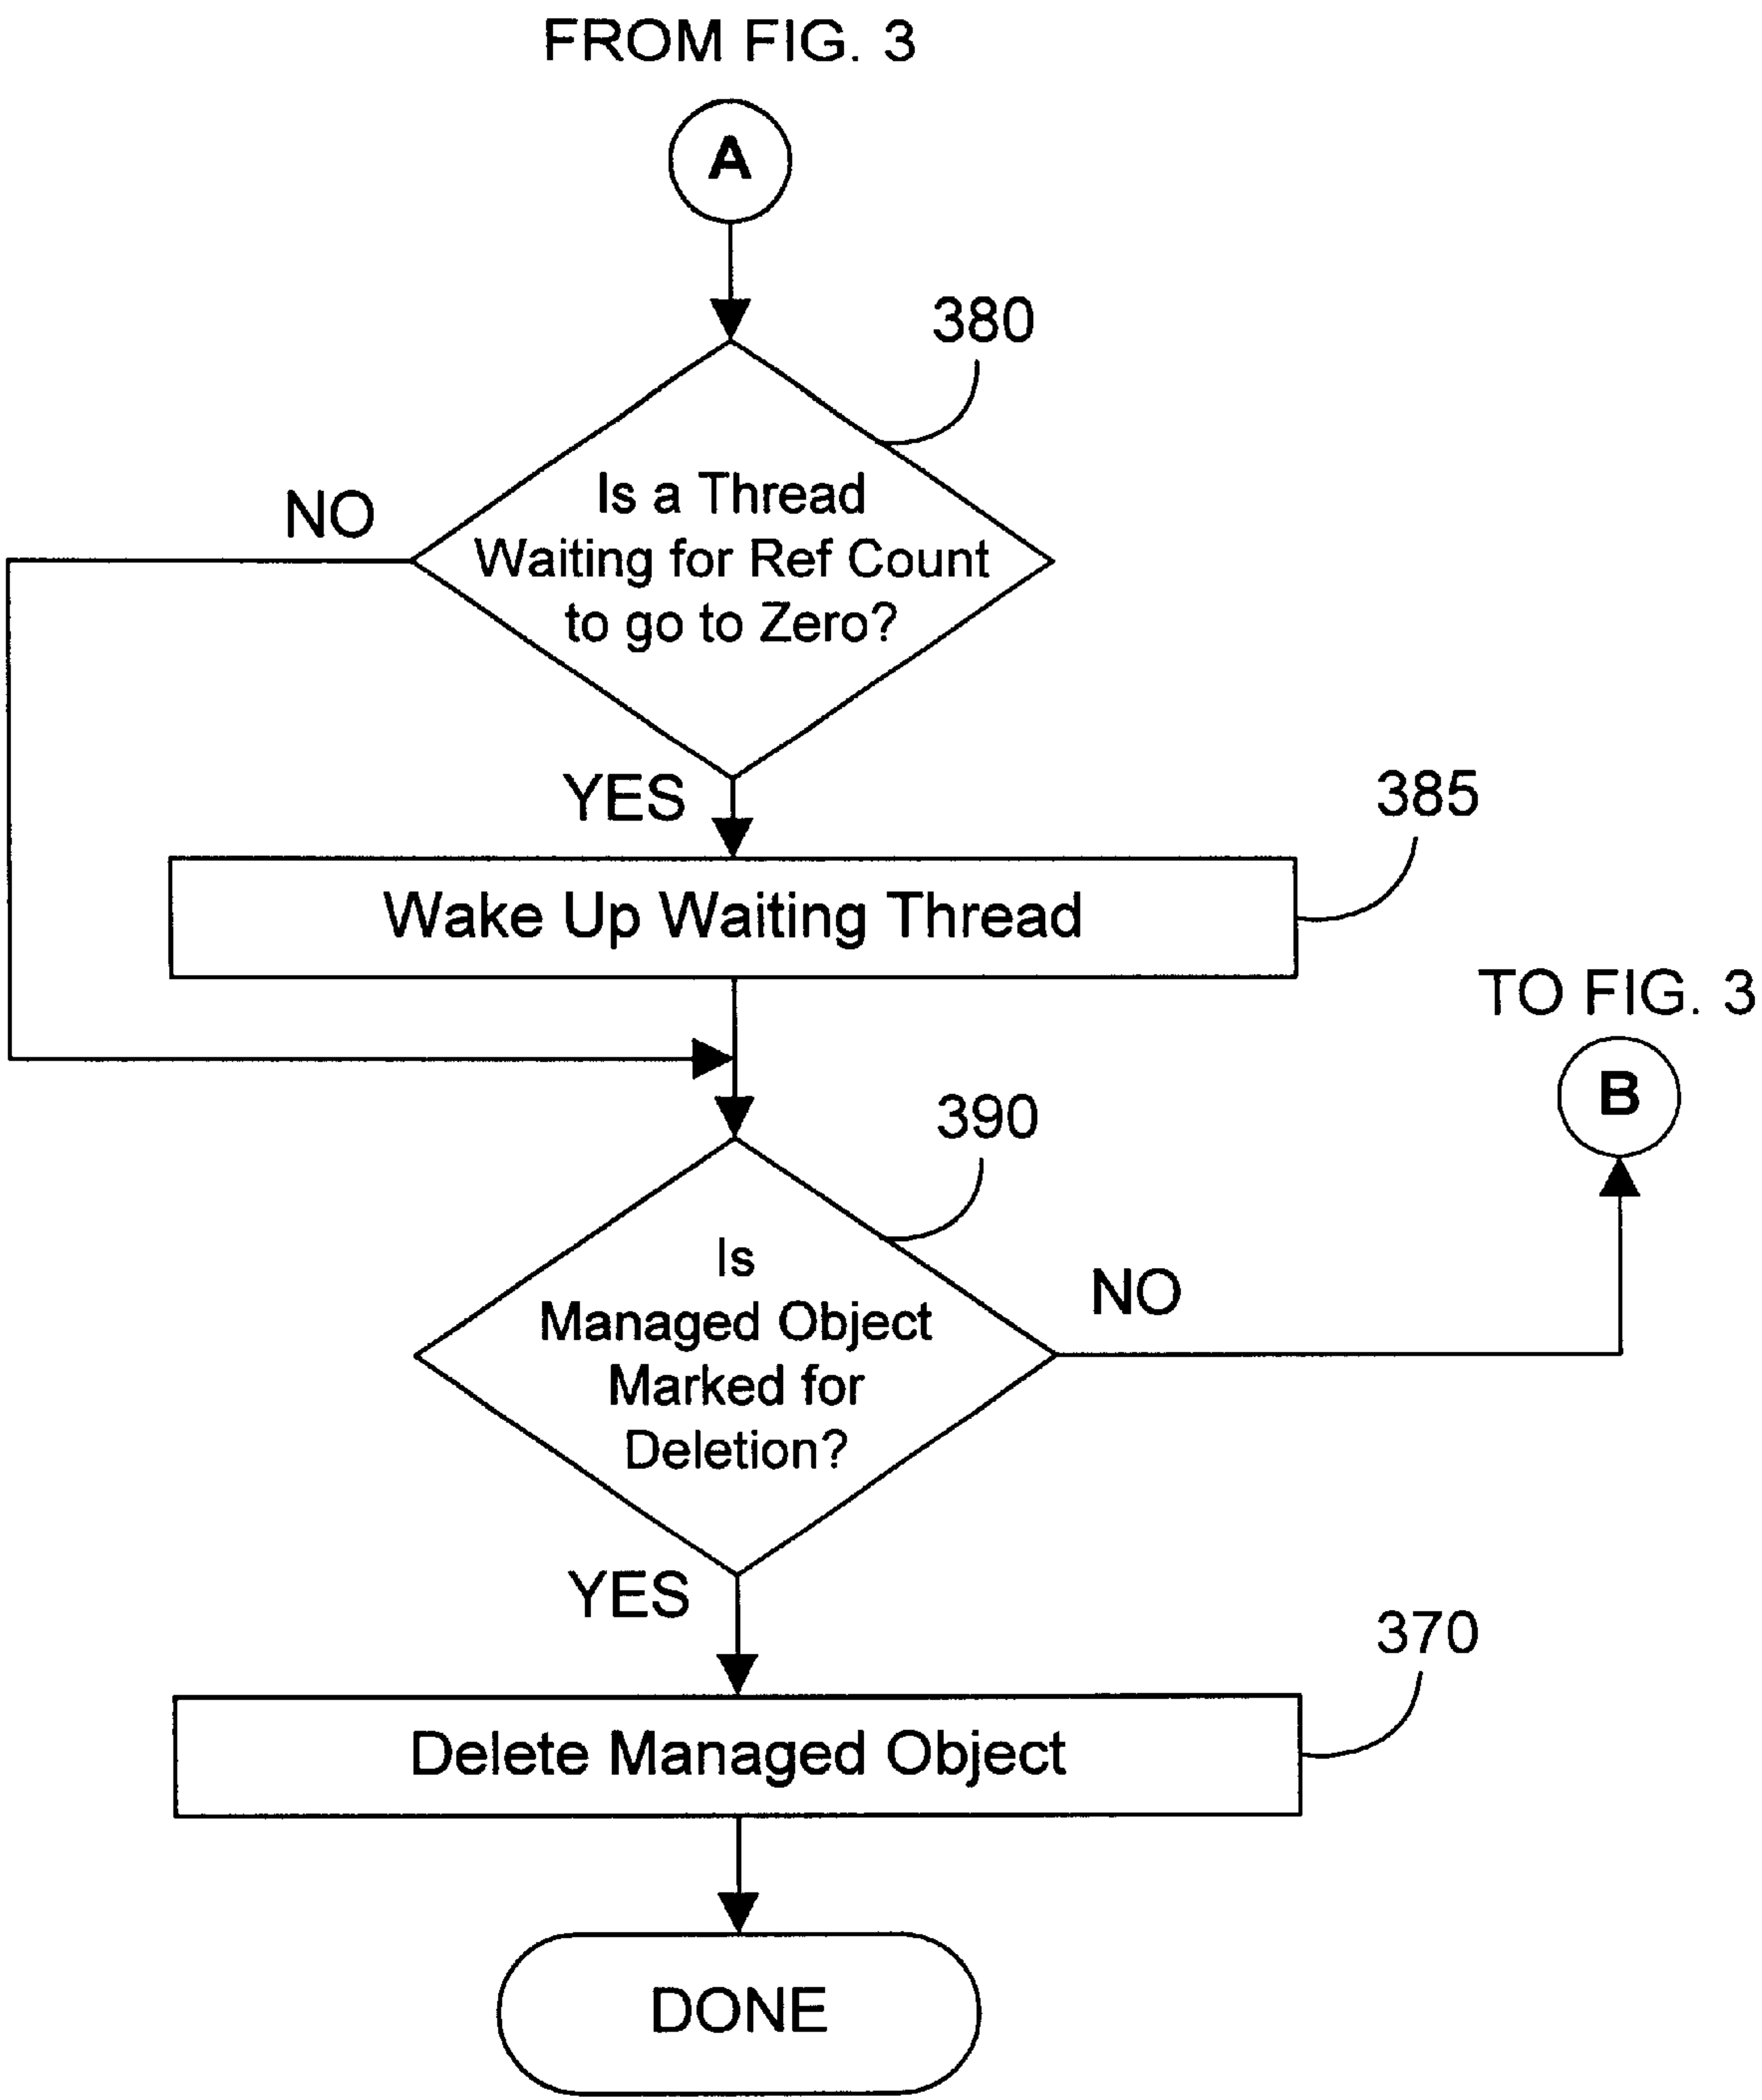 FROM FIG. 3
A
380
Is a Thread
Waiting for Ref Count
to go to Zero?
NO
YES
385
Wake Up Waiting Thread
TO FIG. 3
B
390
Is
Managed Object
Marked for
Deletion?
NO
YES
370
Delete Managed Object
DONE